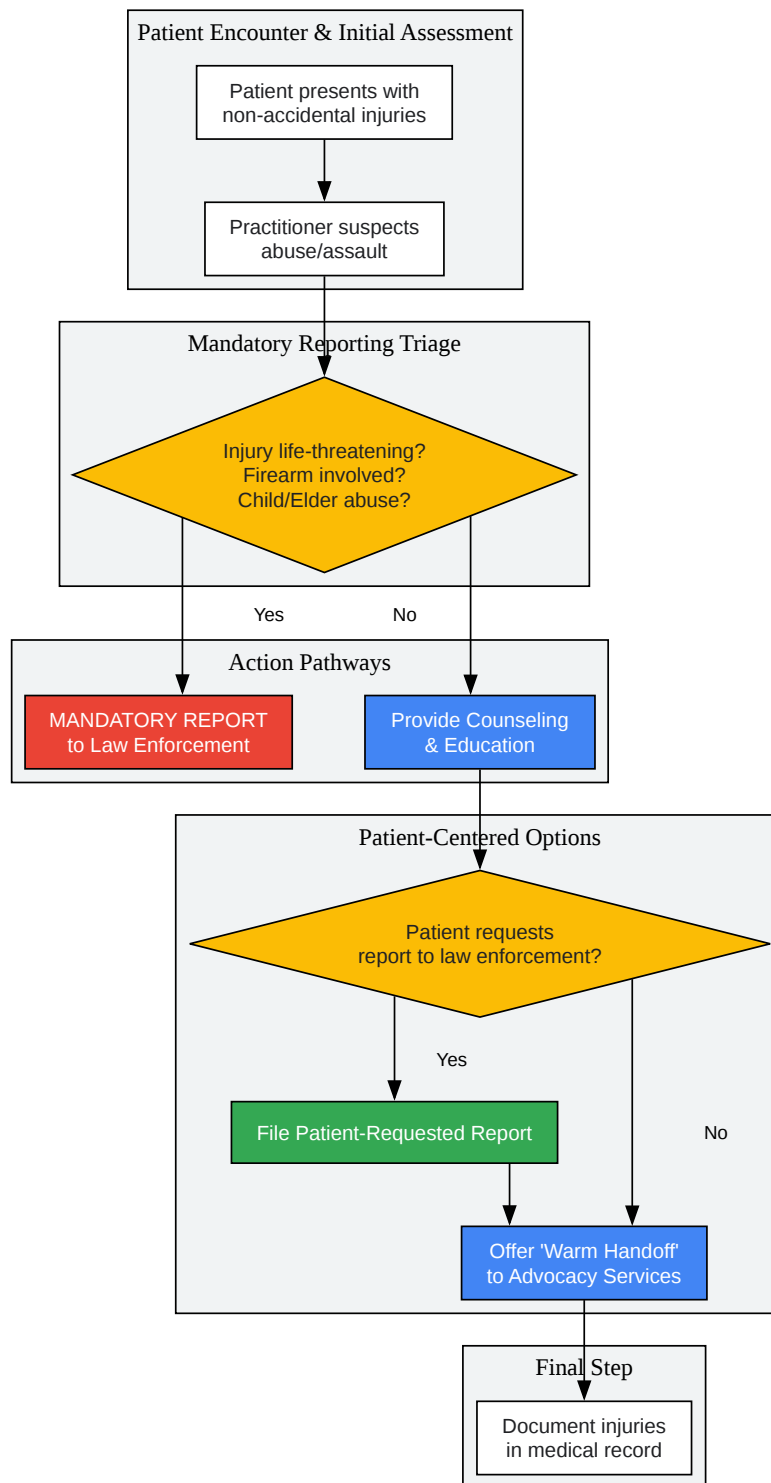 Patient Encounter & Initial Assessment
Patient presents with
non-accidental injuries
Practitioner suspects
abuse/assault
Mandatory Reporting Triage
Injury life-threatening?
Firearm involved?
Child/Elder abuse?
Yes
No
Action Pathways
MANDATORY REPORT
to Law Enforcement
Provide Counseling
& Education
Patient-Centered Options
Patient requests
report to law enforcement?
Yes
File Patient-Requested Report
No
Offer 'Warm Handoff'
to Advocacy Services
Final Step
Document injuries
in medical record